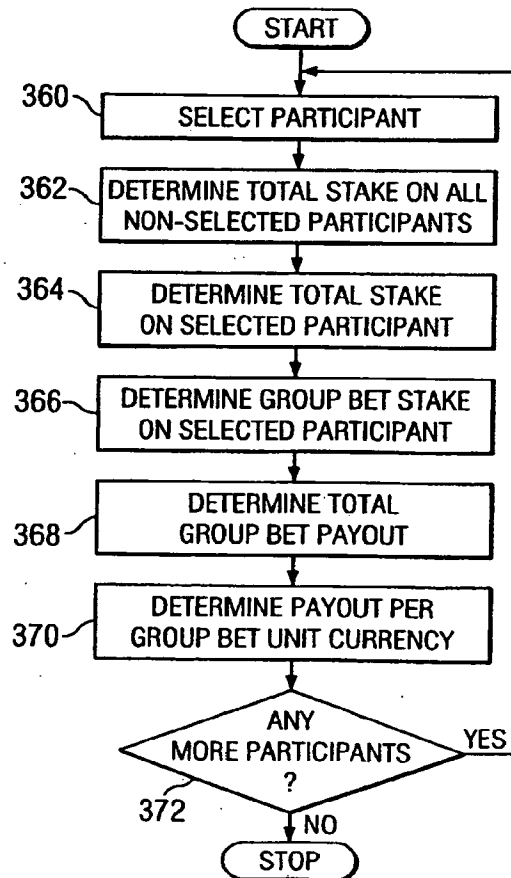 START
360
SELECT PARTICIPANT
362
DETERMINE TOTAL STAKE ON ALL
NON-SELECTED PARTICIPANTS
364
DETERMINE TOTAL STAKE
ON SELECTED PARTICIPANT
366
DETERMINE GROUP BET STAKE
ON SELECTED PARTICIPANT
368
DETERMINE TOTAL
GROUP BET PAYOUT
370
DETERMINE PAYOUT PER
GROUP BET UNIT CURRENCY
ANY
MORE PARTICIPANTS
?
YES
372
NO
STOP